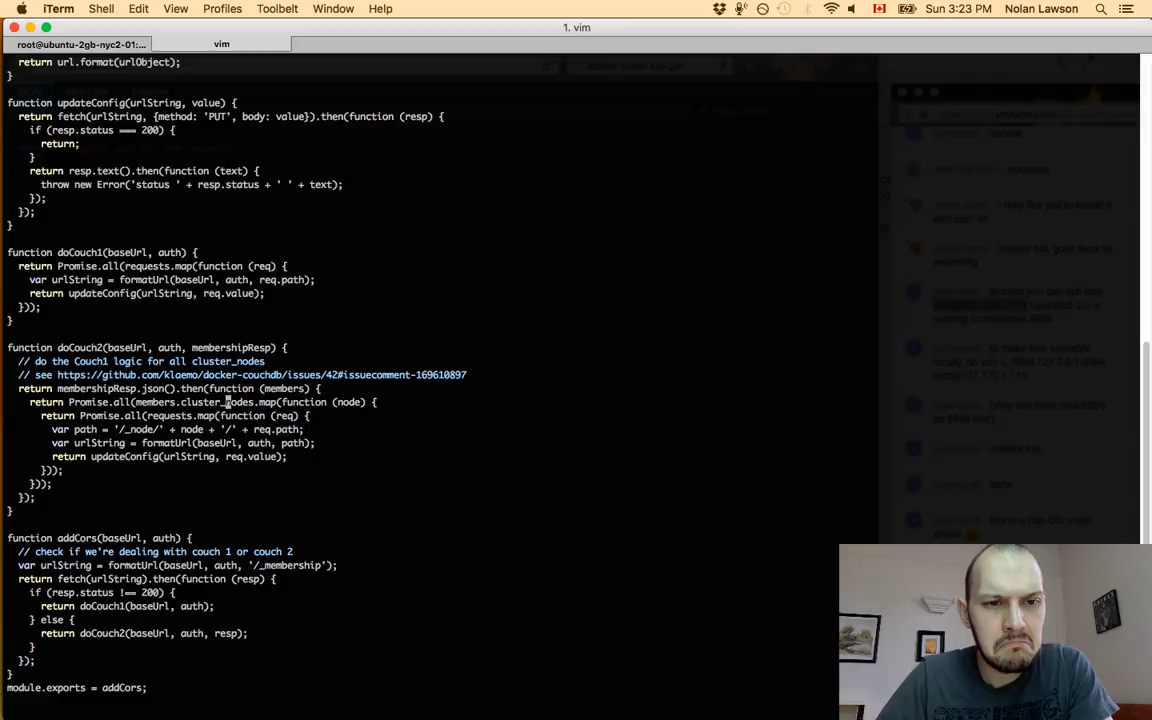 iTerm Shell Edit View Profiles Toolbelt Window Help Sun 3:23 PM Nolan Lawson
1. vim
root@ubuntu-2gb-nyc2-01:... vim
return url.format(urlObject);
}
function updateConfig(urlString, value) {
return fetch(urlString, {method: 'PUT', body: value}).then(function (resp) {
if (resp.status === 200) {
return;
}
return resp.text().then(function (text) {
throw new Error('status ' + resp.status + ' ' + text);
});
});
}
function doCouch1(baseUrl, auth) {
return Promise.all(requests.map(function (req) {
var urlString = formatUrl(baseUrl, auth, req.path);
return updateConfig(urlString, req.value);
}));
}
function doCouch2(baseUrl, auth, membershipResp) {
// do the Couch1 logic for all cluster_nodes
// see https://github.com/klaemo/docker-couchdb/issues/42#issuecomment-169610897
return membershipResp.json().then(function (members) {
return Promise.all(members.cluster_nodes.map(function (node) {
return Promise.all(requests.map(function (req) {
var path = '/_node/' + node + '/' + req.path;
var urlString = formatUrl(baseUrl, auth, path);
return updateConfig(urlString, req.value);
}));
}));
});
}
function addCors(baseUrl, auth) {
// check if we're dealing with couch 1 or couch 2
var urlString = formatUrl(baseUrl, auth, '/_membership');
return fetch(urlString).then(function (resp) {
if (resp.status !== 200) {
return doCouch1(baseUrl, auth);
} else {
return doCouch2(baseUrl, auth, resp);
}
});
}
module.exports = addCors;